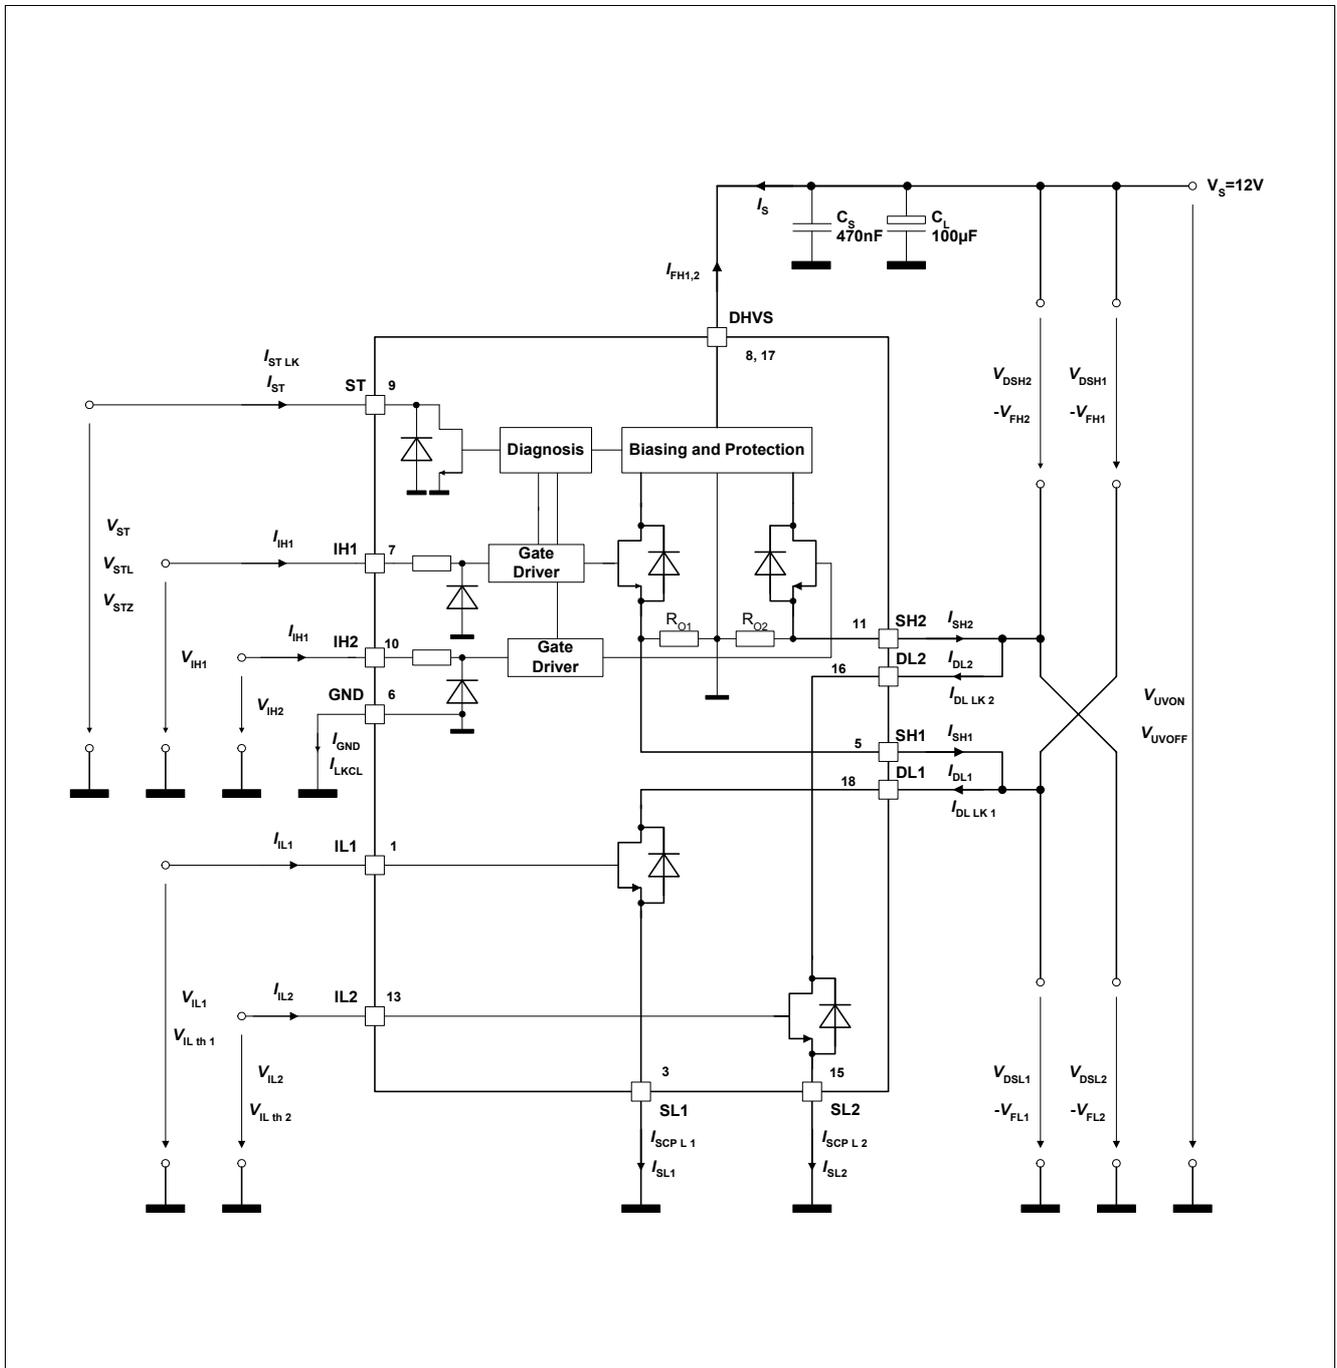 V_S=12V
I_S
C_S
470nF
C_L
100µF
I_FH1,2
DHVS
8, 17
I_ST LK
I_ST
ST
9
V_DSH2
-V_FH2
V_DSH1
-V_FH1
Diagnosis
Biasing and Protection
V_ST
V_STL
V_STZ
I_IH1
IH1
7
Gate
Driver
R_O1
R_O2
11
SH2
I_SH2
I_IH1
IH2
10
Gate
Driver
16
DL2
I_DL2
I_DL LK 2
V_IH1
V_IH2
GND
6
I_GND
I_LKCL
V_UVON
V_UVOFF
5
SH1
I_SH1
18
DL1
I_DL1
I_DL LK 1
I_IL1
IL1
1
V_IL1
V_IL th 1
I_IL2
IL2
13
V_IL2
V_IL th 2
3
SL1
15
SL2
V_DSL1
-V_FL1
V_DSL2
-V_FL2
I_SCP L 1
I_SL1
I_SCP L 2
I_SL2